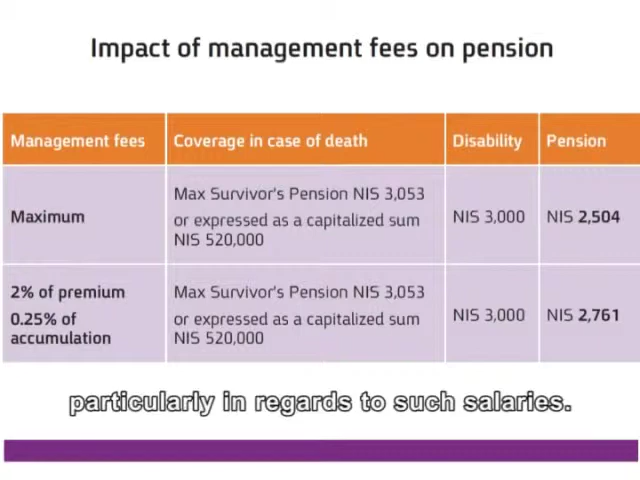 Impact of management fees on pension
Management fees Coverage in case of death Disability Pension
Maximum
Max Survivor's Pension NIS 3,053
or expressed as a capitalized sum
NIS 520,000
NIS 3,000
NIS 2,504
2% of premium
0.25% of
accumulation
Max Survivor's Pension NIS 3,053
or expressed as a capitalized sum
NIS 520,000
NIS 3,000
NIS 2,761
particularly in regards to such salaries.